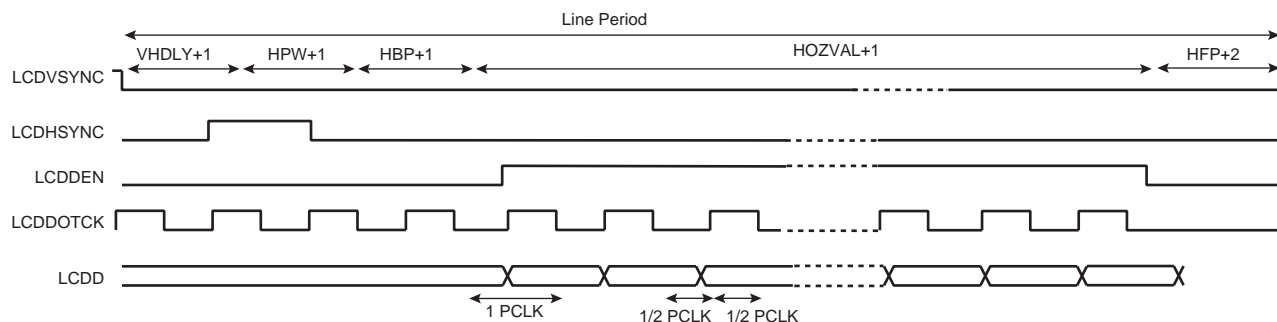 Line Period
VHDLY+1 HPW+1 HBP+1 HOZVAL+1 HFP+2
LCDVSYNC
LCDHSYNC
LCDDEN
LCDDOTCK
LCDD
1 PCLK 1/2 PCLK 1/2 PCLK